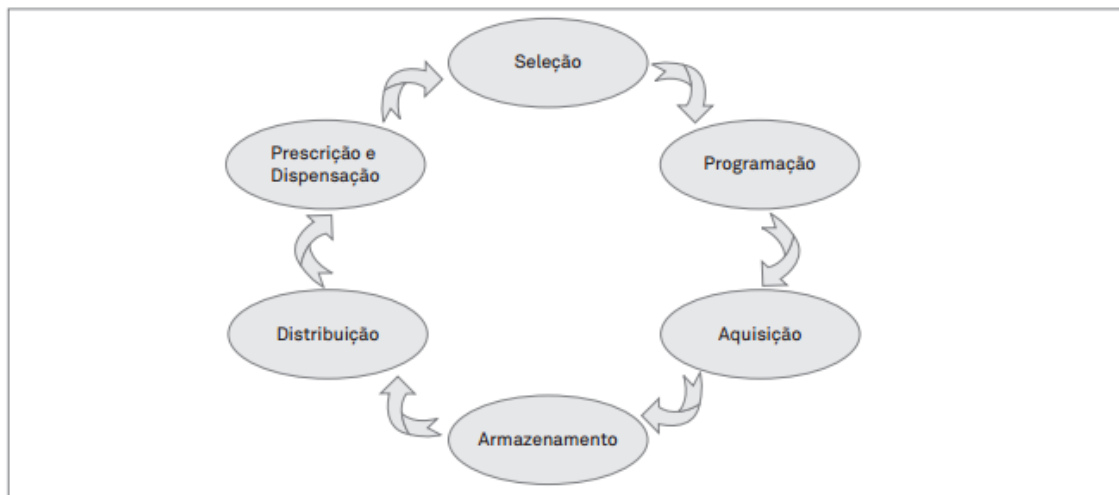 Seleção
Programação
Aquisição
Armazenamento
Distribuição
Prescrição e
Dispensação